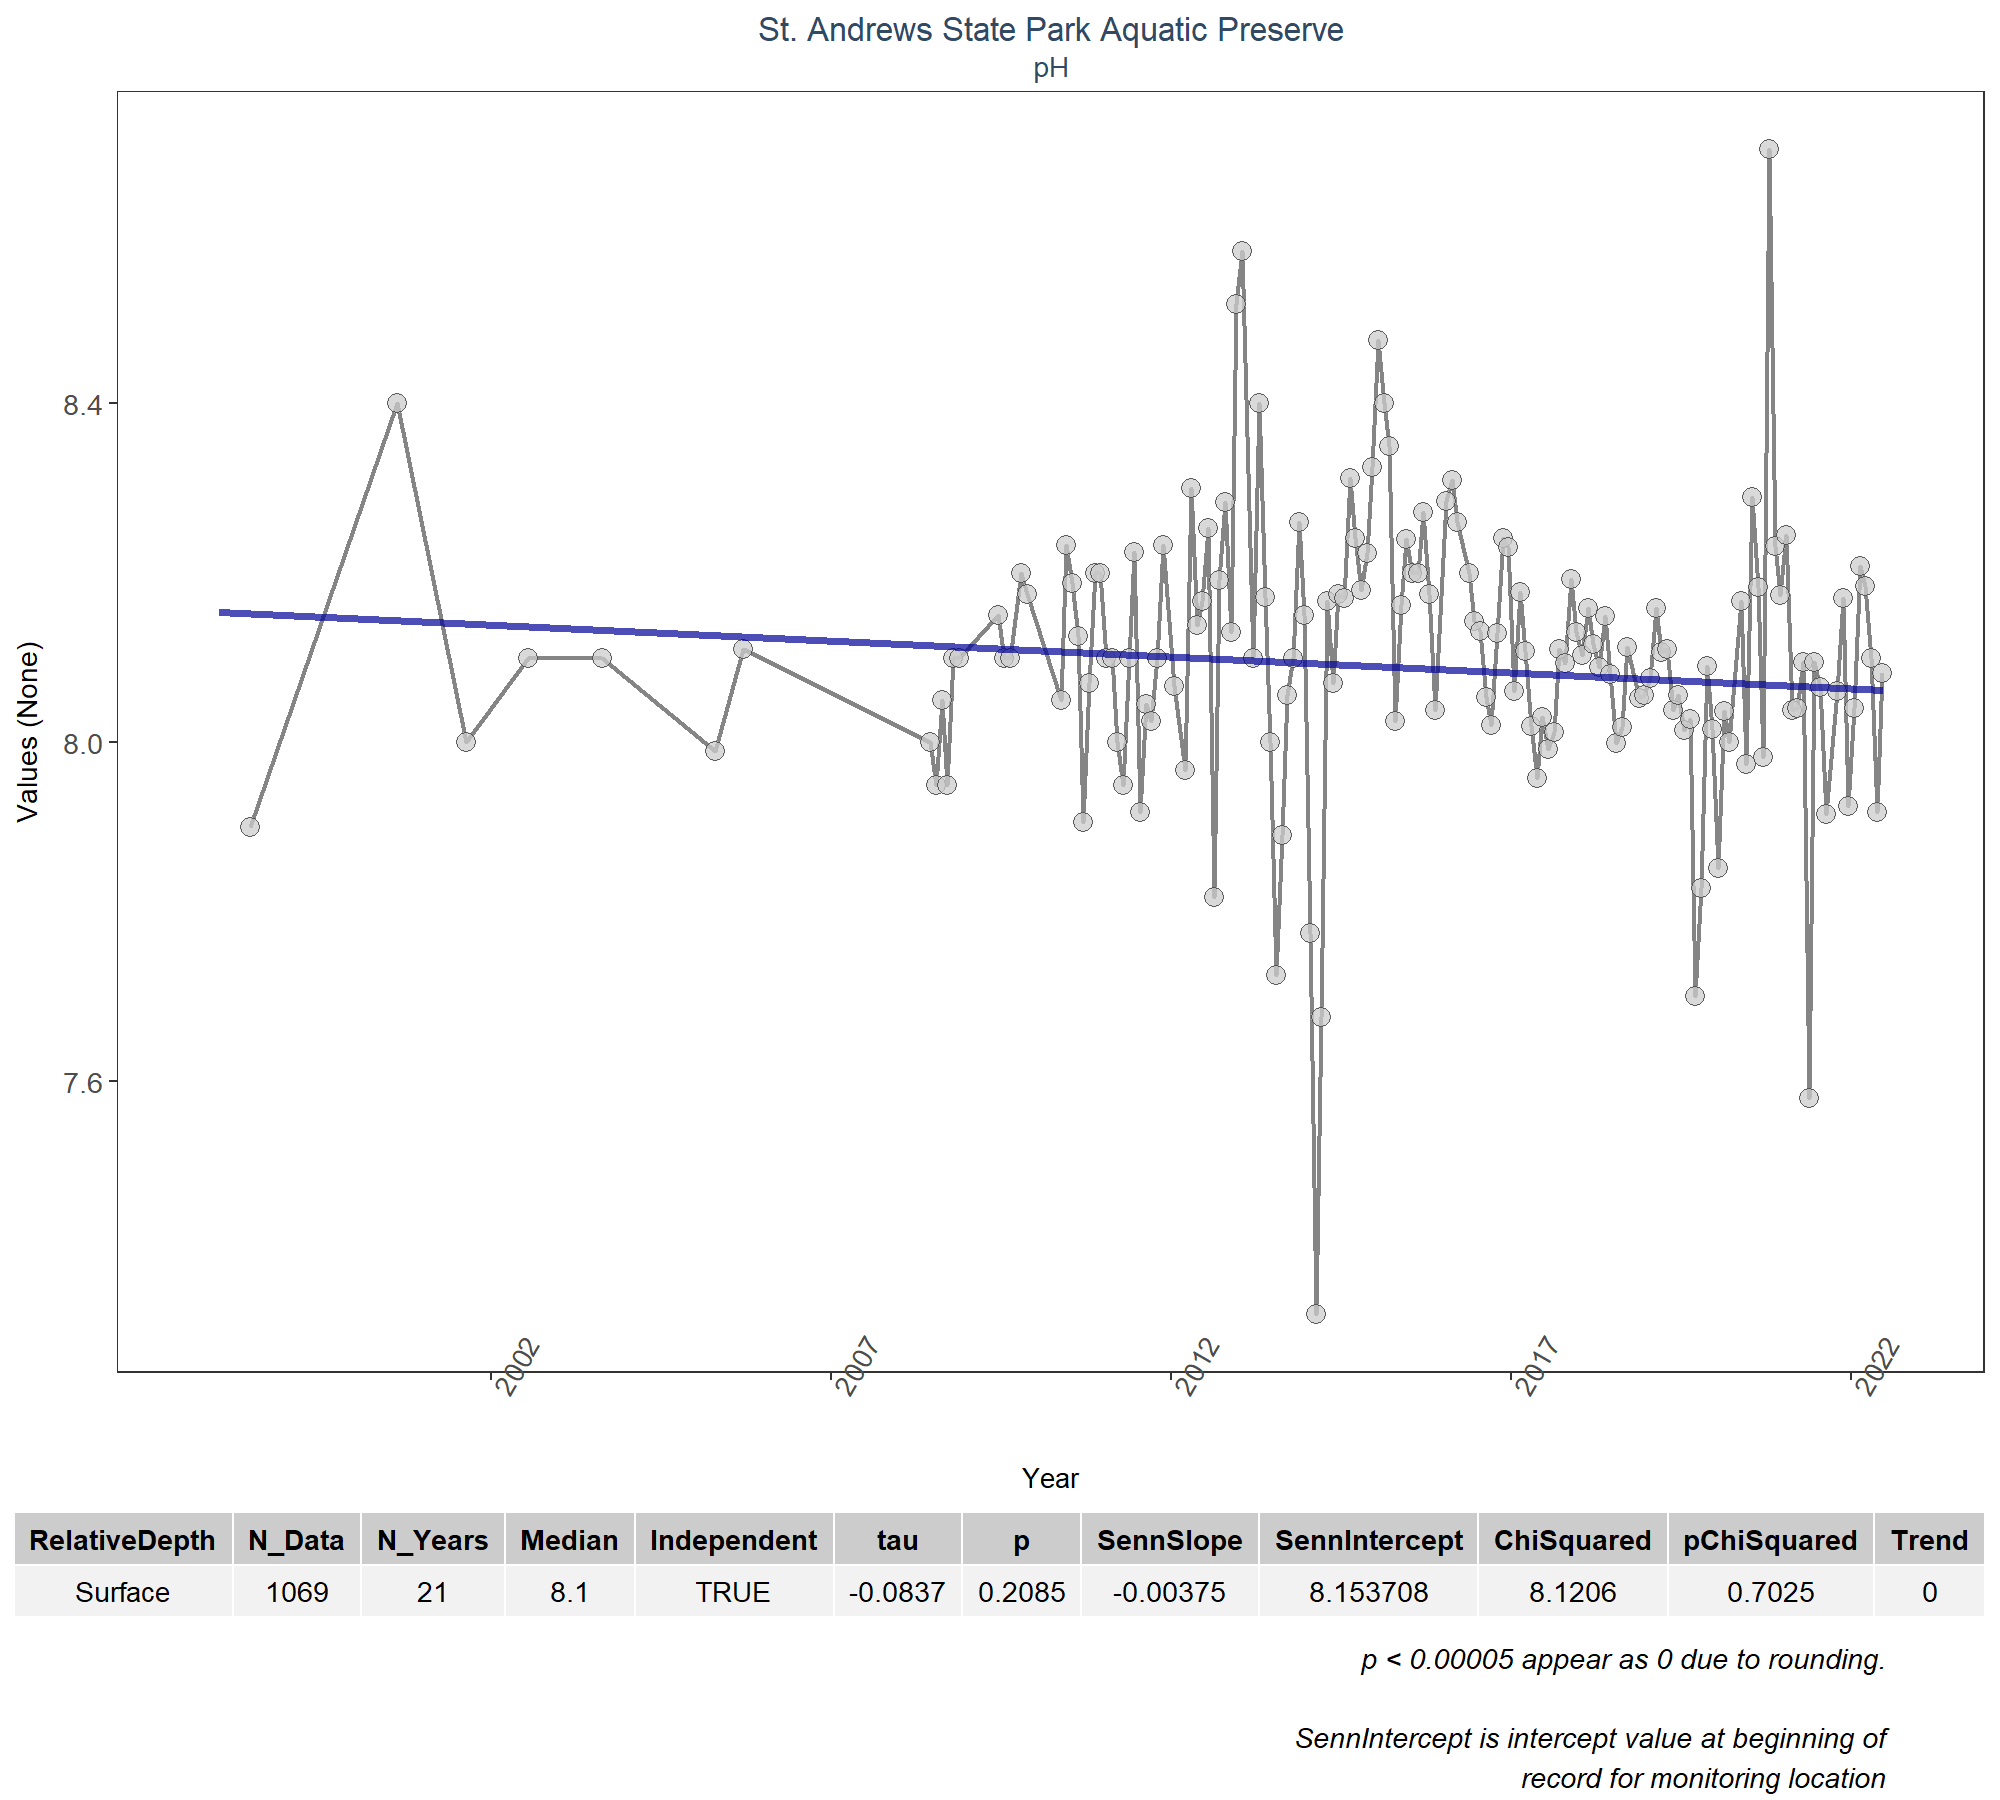 St. Andrews State Park Aquatic Preserve
pH
Values (None)
8.4
8.0
7.6
2002
2007
2012
2017
2022
Year
RelativeDepth N_Data N_Years Median Independent tau p SennSlope SennIntercept ChiSquared pChiSquared Trend
Surface 1069 21 8.1 TRUE -0.0837 0.2085 -0.00375 8.153708 8.1206 0.7025 0
p < 0.00005 appear as 0 due to rounding.
SennIntercept is intercept value at beginning of
record for monitoring location